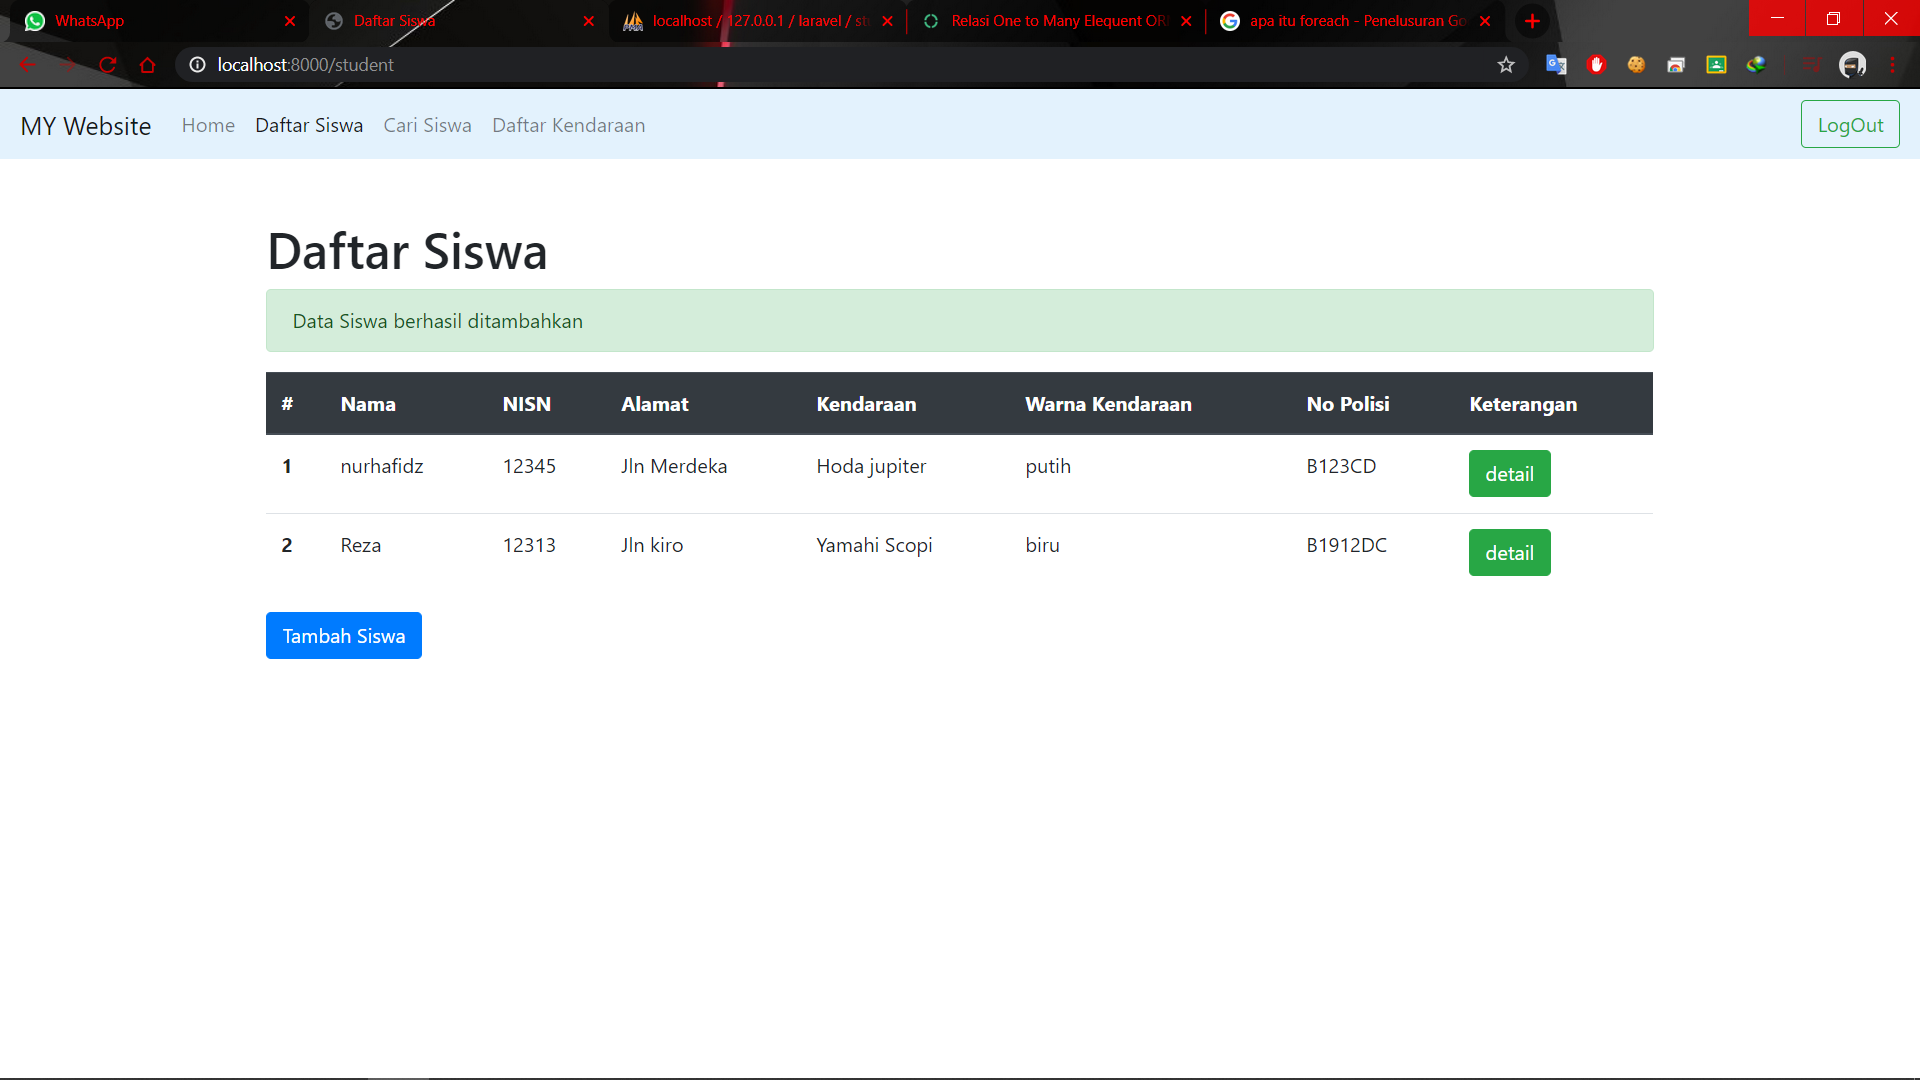 WhatsApp
Daftar Siswa
localhost / 127.0.0.1 / laravel / stu
Relasi One to Many Elequent OR
apa itu foreach - Penelusuran Go
localhost:8000/student
MY Website Home Daftar Siswa Cari Siswa Daftar Kendaraan LogOut
Daftar Siswa
Data Siswa berhasil ditambahkan
# Nama NISN Alamat Kendaraan Warna Kendaraan No Polisi Keterangan
1 nurhafidz 12345 Jln Merdeka Hoda jupiter putih B123CD detail
2 Reza 12313 Jln kiro Yamahi Scopi biru B1912DC detail
Tambah Siswa